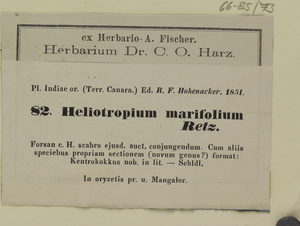 66-85/73
ex Herbario A. Fischer.
Herbarium Dr. C. O. Harz.
Pl. Indiae or. (Terr. Canara.) Ed. R. F. Hohenacker. 1851.
82. Heliotropium marifolium
Retz.
Forsan c. H. scabro ejusd. auct. conjungendum. Cum aliis
speciebus propriam sectionem (novum genus?) format:
Kentrokokkus nob. in lit. — Schldl.
In oryzetis pr. u. Mangalor.